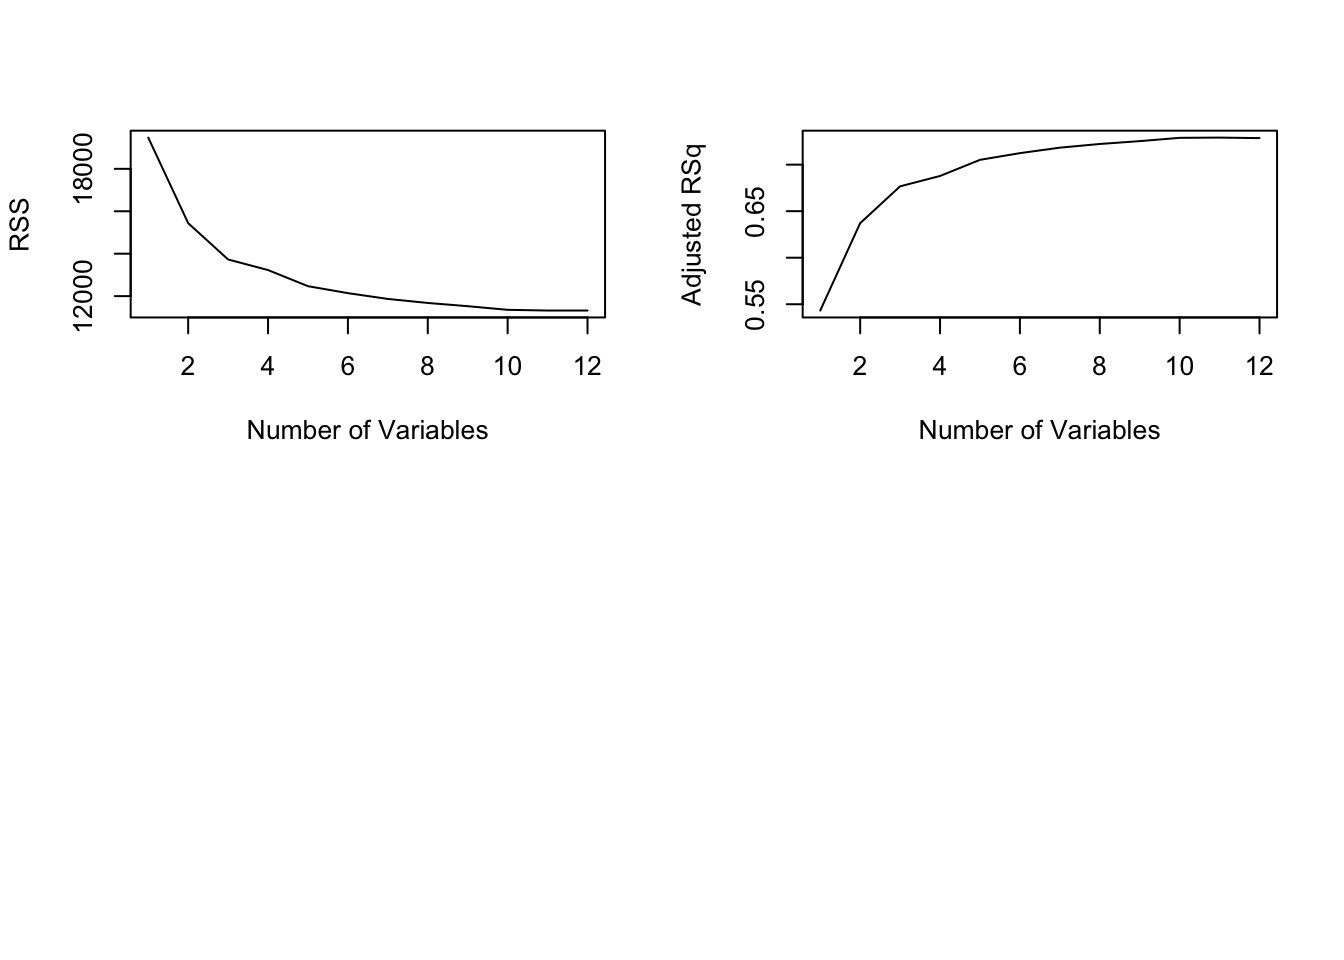 RSS
18000
12000
2 4 6 8 10 12
Number of Variables
Adjusted RSq
0.65
0.55
2 4 6 8 10 12
Number of Variables